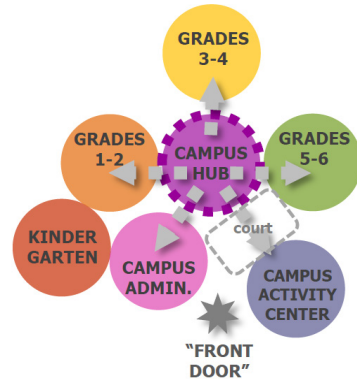 GRADES
3-4
GRADES
1-2
CAMPUS
HUB
GRADES
5-6
KINDER
GARTEN
CAMPUS
ADMIN.
court
CAMPUS
ACTIVITY
CENTER
"FRONT
DOOR"